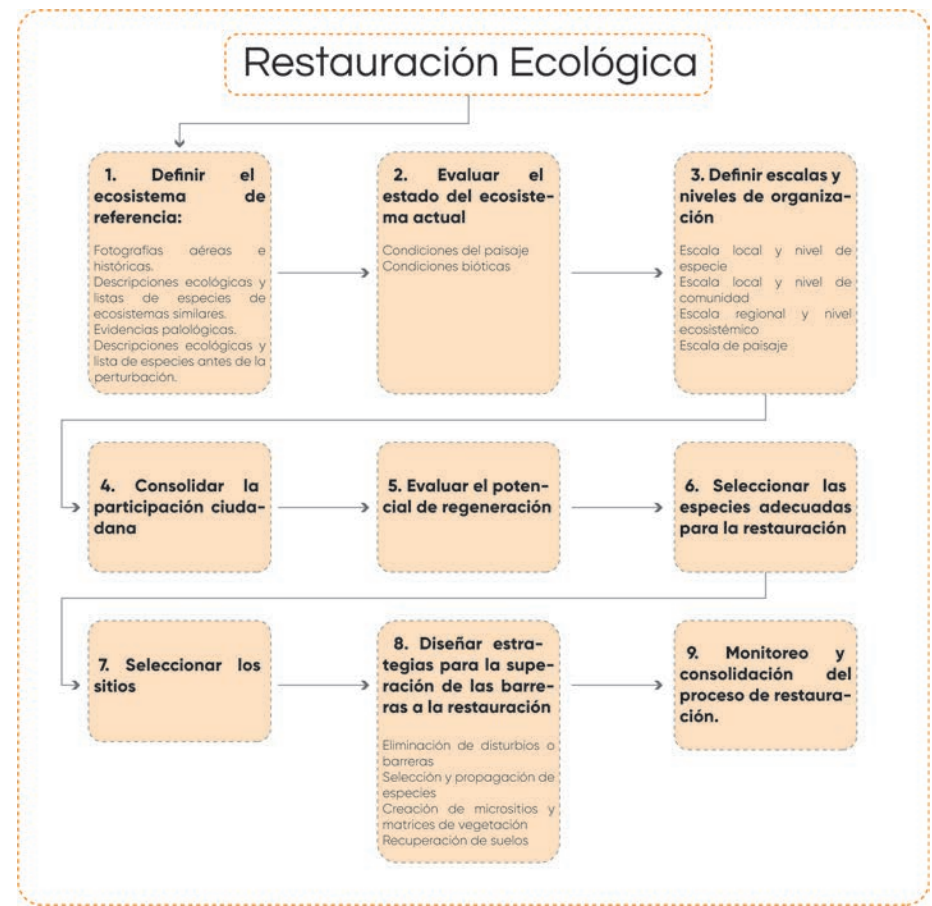 Restauración Ecológica
1. Definir el
ecosistema de
referencia:
Fotografías aéreas e
históricas.
Descripciones ecológicas y
listas de especies de
ecosistemas similares.
Evidencias palológicas.
Descripciones ecológicas y
lista de especies antes de la
perturbación.
2. Evaluar el
estado del ecosiste-
ma actual
Condiciones del paisaje
Condiciones bióticas
3. Definir escalas y
niveles de organiza-
ción
Escala local y nivel de
especie
Escala local y nivel de
comunidad
Escala regional y nivel
ecosistémico
Escala de paisaje
4. Consolidar la
participación ciuda-
dana
5. Evaluar el poten-
cial de regeneración
6. Seleccionar las
especies adecuadas
para la restauración
7. Seleccionar los
sitios
8. Diseñar estra-
tegias para la supe-
ración de las barre-
ras a la restauración
Eliminación de disturbios o
barreras
Selección y propagación de
especies
Creación de micrositios y
matrices de vegetación
Recuperación de suelos
9. Monitoreo y
consolidación del
proceso de restaura-
ción.